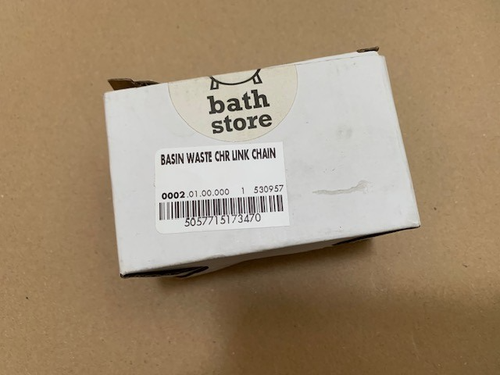 bath
store
BASIN WASTE CHR LINK CHAIN
0002.01.00.000 1 530957
5057715173470